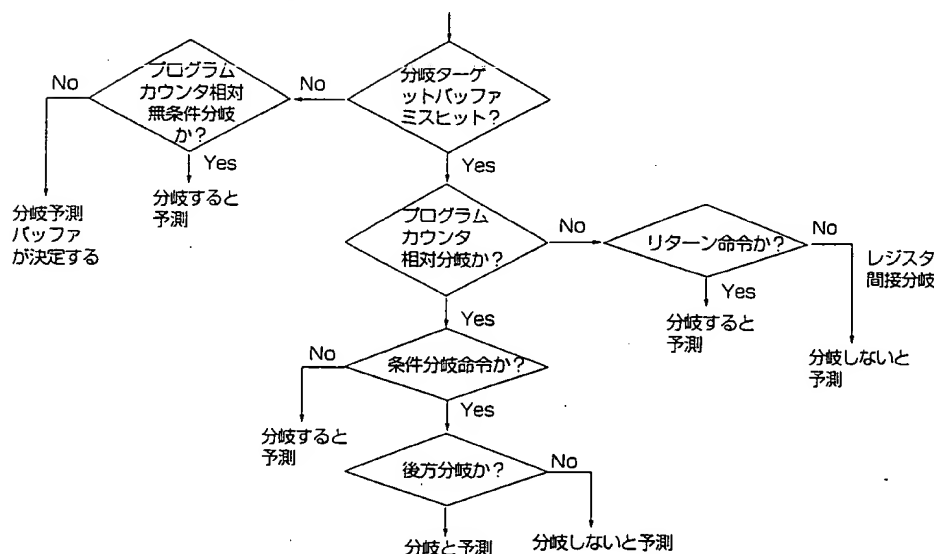 分岐ターゲ
ットバッファ
ミスヒット？
No
プログラム
カウンタ相対
無条件分岐
か？
No
Yes
分岐予測
バッファ
が決定する
分岐すると
予測
Yes
プログラム
カウンタ
相対分岐か？
No
リターン命令か？
No
レジスタ
間接分岐
Yes
分岐すると
予測
分岐しないと
予測
Yes
条件分岐命令か？
No
分岐すると
予測
Yes
後方分岐か？
No
分岐と予測
分岐しないと予測